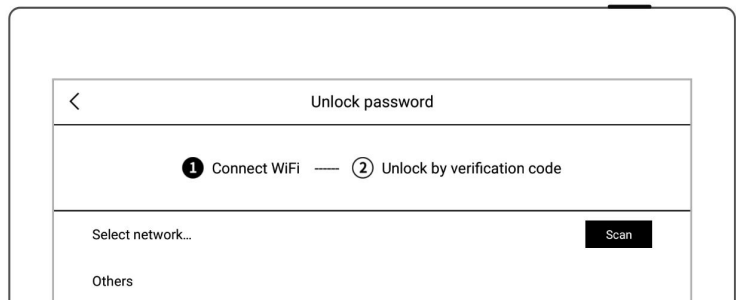 Unlock password
1 Connect WiFi ----- 2 Unlock by verification code
Select network... Scan
Others